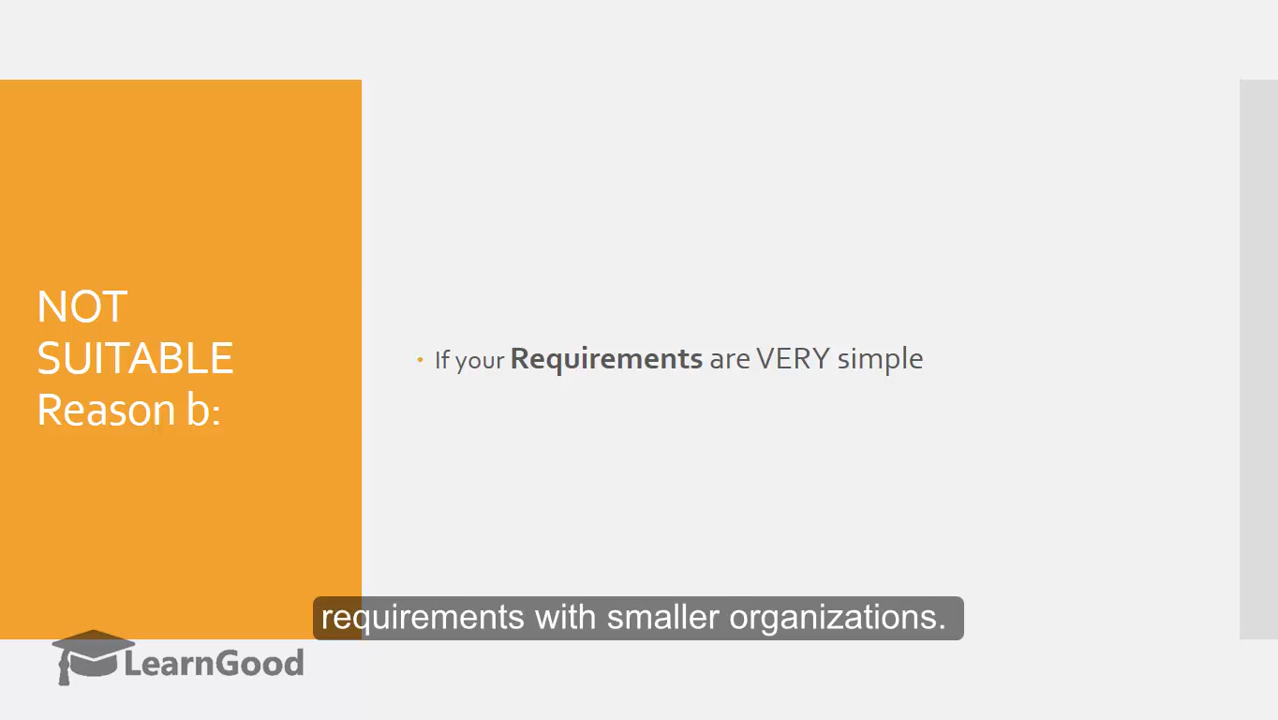 NOT
SUITABLE
Reason b:
• If your Requirements are VERY simple
requirements with smaller organizations.
LearnGood